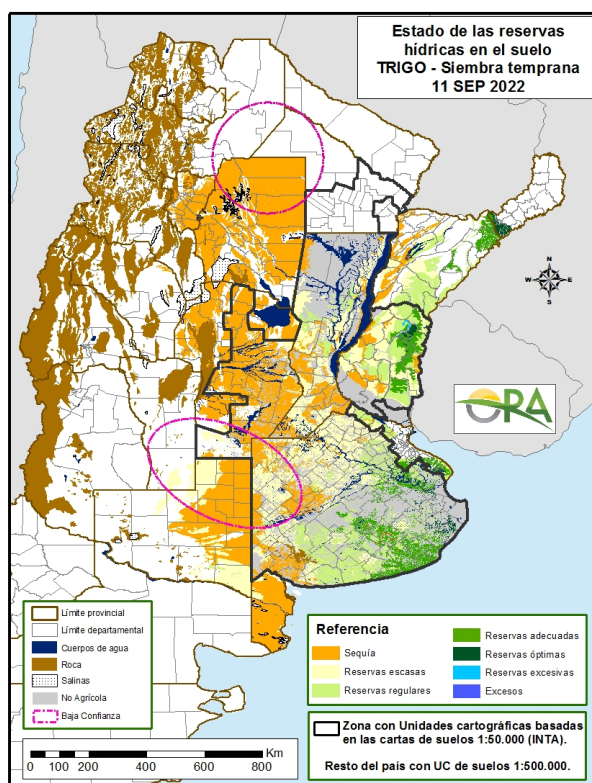 Estado de las reservas
hídricas en el suelo
TRIGO - Siembra temprana
11 SEP 2022
N
W E
S
ORA
Límite provincial
Límite departamental
Cuerpos de agua
Roca
Salinas
No Agrícola
Baja Confianza
0 100 200 400 600 800 Km
Referencia
Sequía
Reservas escasas
Reservas regulares
Reservas adecuadas
Reservas óptimas
Reservas excesivas
Excesos
Zona con Unidades cartográficas basadas
en las cartas de suelos 1:50.000 (INTA).
Resto del país con UC de suelos 1:500.000.